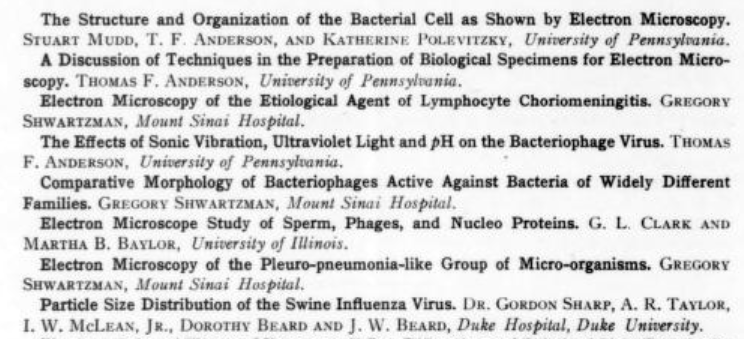 The Structure and Organization of the Bacterial Cell as Shown by Electron Microscopy.
STUART MUDD, T. F. ANDERSON, AND KATHERINE POLEVITZKY, University of Pennsylvania.
A Discussion of Techniques in the Preparation of Biological Specimens for Electron Micro-
scopy. THOMAS F. ANDERSON, University of Pennsylvania.
Electron Microscopy of the Etiological Agent of Lymphocyte Choriomeningitis. GREGORY
SHWARTZMAN, Mount Sinai Hospital.
The Effects of Sonic Vibration, Ultraviolet Light and pH on the Bacteriophage Virus. THOMAS
F. ANDERSON, University of Pennsylvania.
Comparative Morphology of Bacteriophages Active Against Bacteria of Widely Different
Families. GREGORY SHWARTZMAN, Mount Sinai Hospital.
Electron Microscope Study of Sperm, Phages, and Nucleo Proteins. G. L. CLARK AND
MARTHA B. BAYLOR, University of Illinois.
Electron Microscopy of the Pleuro-pneumonia-like Group of Micro-organisms. GREGORY
SHWARTZMAN, Mount Sinai Hospital.
Particle Size Distribution of the Swine Influenza Virus. DR. GORDON SHARP, A. R. TAYLOR,
I. W. MCLEAN, JR., DOROTHY BEARD AND J. W. BEARD, Duke Hospital, Duke University.